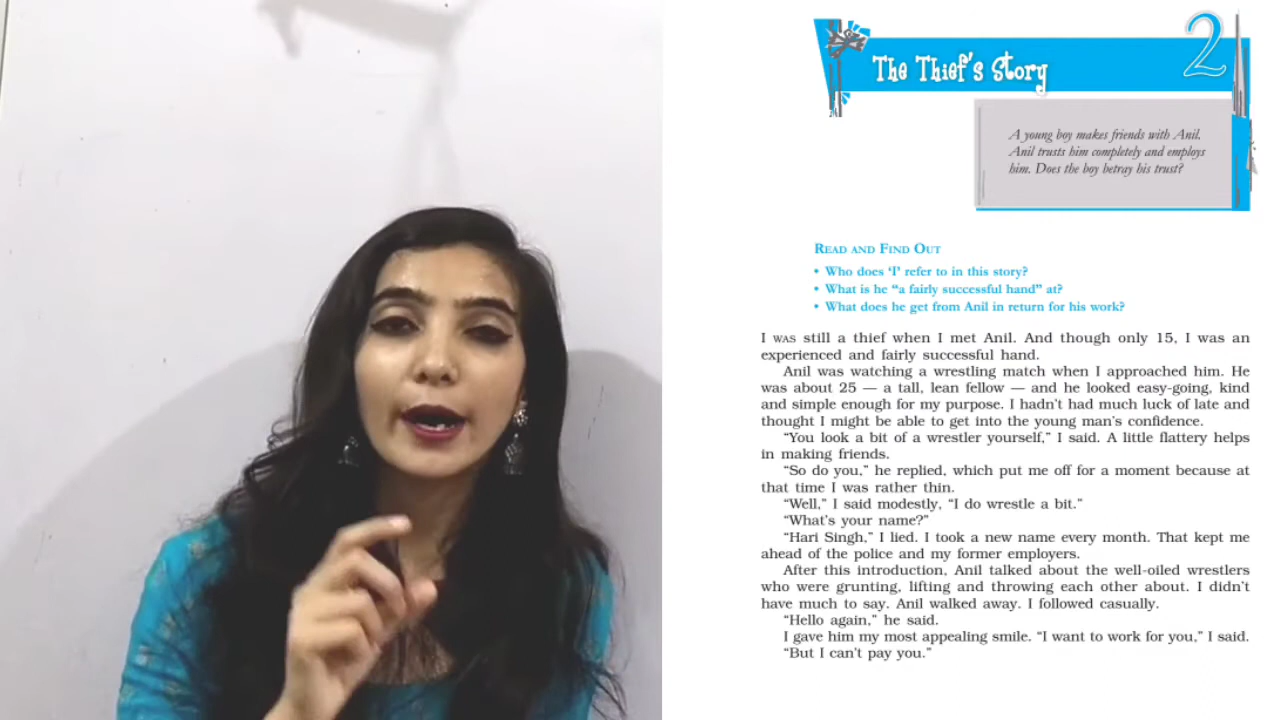 2
The Thief's Story
A young boy makes friends with Anil.
Anil trusts him completely and employs
him. Does the boy betray his trust?
READ AND FIND OUT
• Who does ‘I’ refer to in this story?
• What is he “a fairly successful hand” at?
• What does he get from Anil in return for his work?
I WAS still a thief when I met Anil. And though only 15, I was an
experienced and fairly successful hand.
Anil was watching a wrestling match when I approached him. He
was about 25 — a tall, lean fellow — and he looked easy-going, kind
and simple enough for my purpose. I hadn’t had much luck of late and
thought I might be able to get into the young man’s confidence.
“You look a bit of a wrestler yourself,” I said. A little flattery helps
in making friends.
“So do you,” he replied, which put me off for a moment because at
that time I was rather thin.
“Well,” I said modestly, “I do wrestle a bit.”
“What’s your name?”
“Hari Singh,” I lied. I took a new name every month. That kept me
ahead of the police and my former employers.
After this introduction, Anil talked about the well-oiled wrestlers
who were grunting, lifting and throwing each other about. I didn’t
have much to say. Anil walked away. I followed casually.
“Hello again,” he said.
I gave him my most appealing smile. “I want to work for you,” I said.
“But I can’t pay you.”